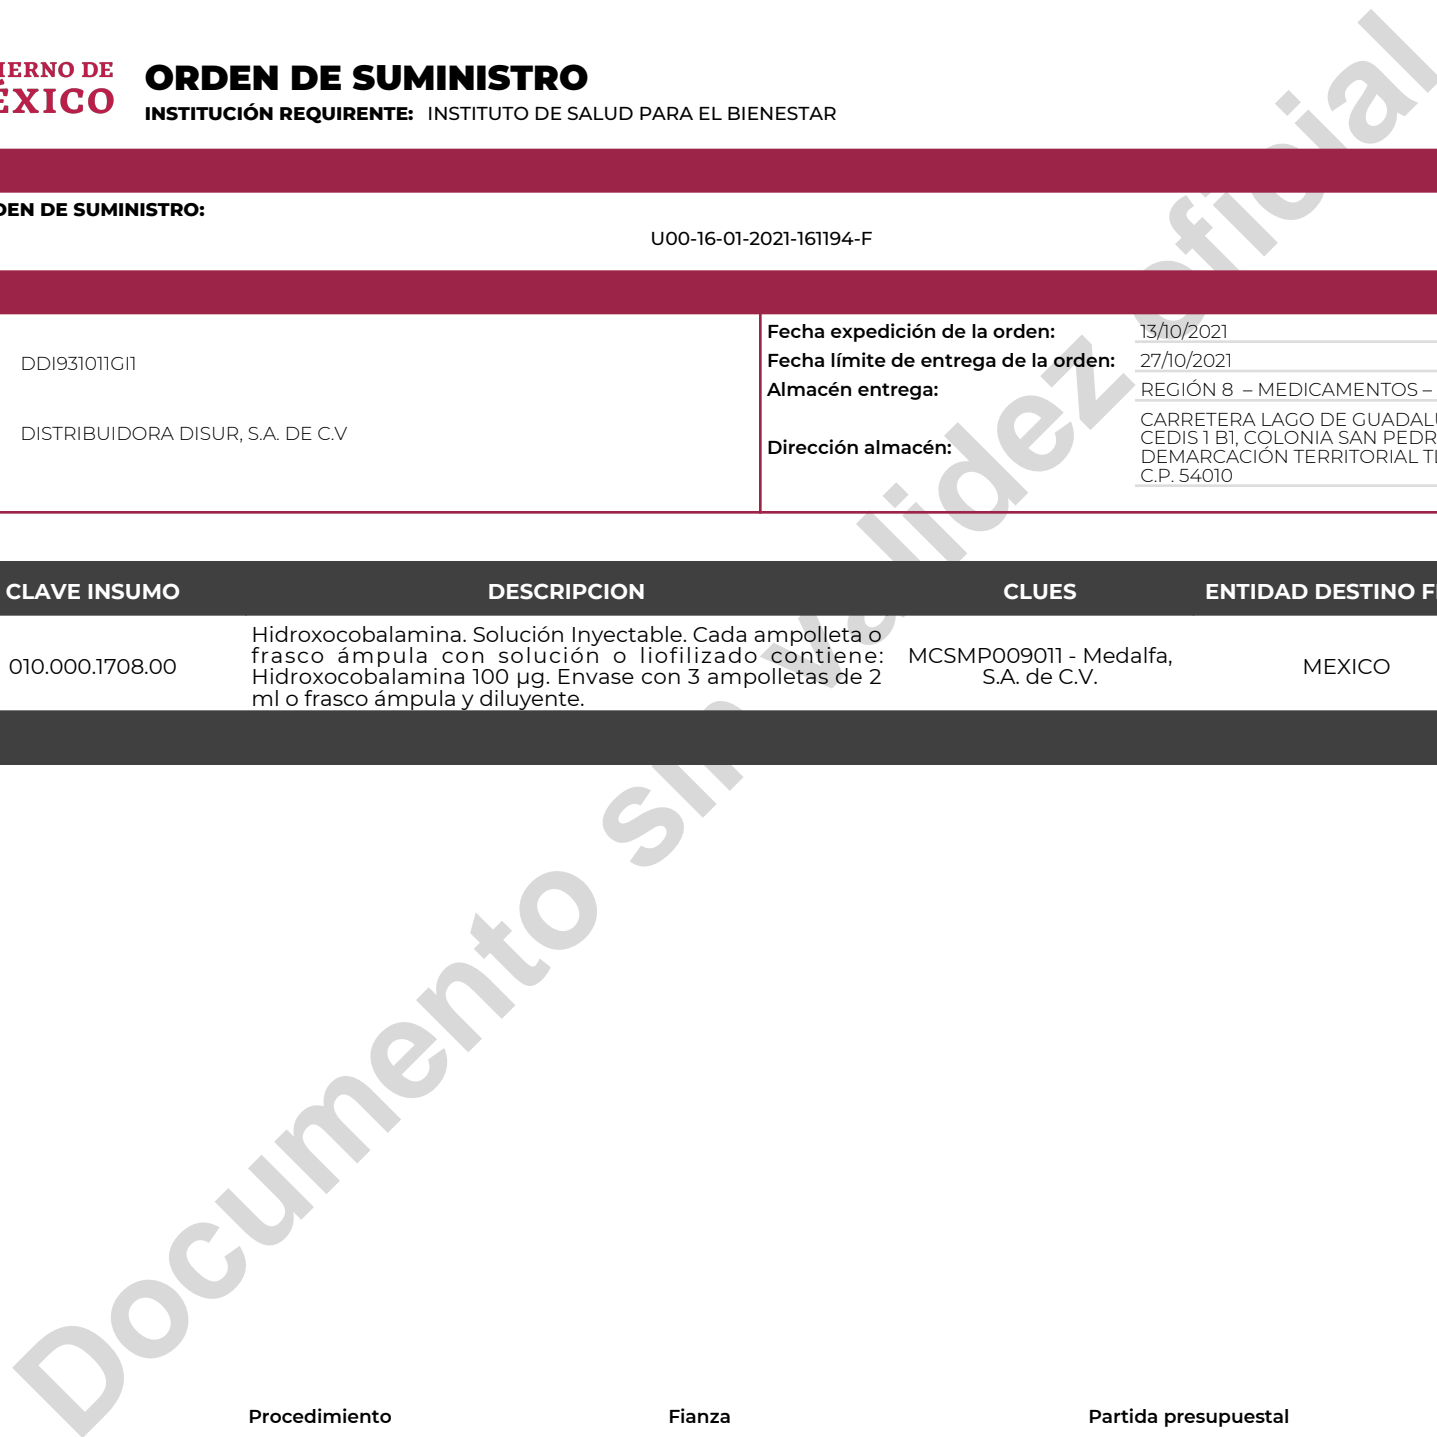 IERNO DE
ÉXICO
ORDEN DE SUMINISTRO
INSTITUCIÓN REQUIRENTE: INSTITUTO DE SALUD PARA EL BIENESTAR
DEN DE SUMINISTRO:
U00-16-01-2021-161194-F
DDI931011GI1
DISTRIBUIDORA DISUR, S.A. DE C.V
Fecha expedición de la orden: 13/10/2021
Fecha límite de entrega de la orden: 27/10/2021
Almacén entrega: REGIÓN 8 – MEDICAMENTOS –
Dirección almacén:
CARRETERA LAGO DE GUADALU
CEDIS 1 B1, COLONIA SAN PEDR
DEMARCACIÓN TERRITORIAL TL
C.P. 54010
CLAVE INSUMO DESCRIPCION CLUES ENTIDAD DESTINO F
010.000.1708.00
Hidroxocobalamina. Solución Inyectable. Cada ampolleta o
frasco ámpula con solución o liofilizado contiene:
Hidroxocobalamina 100 µg. Envase con 3 ampolletas de 2
ml o frasco ámpula y diluyente.
MCSMP009011 - Medalfa,
S.A. de C.V.
MEXICO
Documento sin validez oficial
Procedimiento Fianza Partida presupuestal